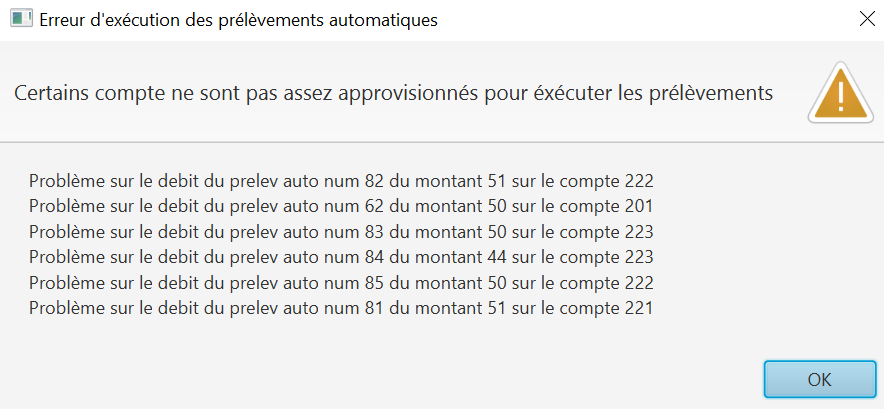 Erreur d'exécution des prélèvements automatiques
Certains compte ne sont pas assez approvisionnés pour éxécuter les prélèvements
Problème sur le debit du prelev auto num 82 du montant 51 sur le compte 222
Problème sur le debit du prelev auto num 62 du montant 50 sur le compte 201
Problème sur le debit du prelev auto num 83 du montant 50 sur le compte 223
Problème sur le debit du prelev auto num 84 du montant 44 sur le compte 223
Problème sur le debit du prelev auto num 85 du montant 50 sur le compte 222
Problème sur le debit du prelev auto num 81 du montant 51 sur le compte 221
OK